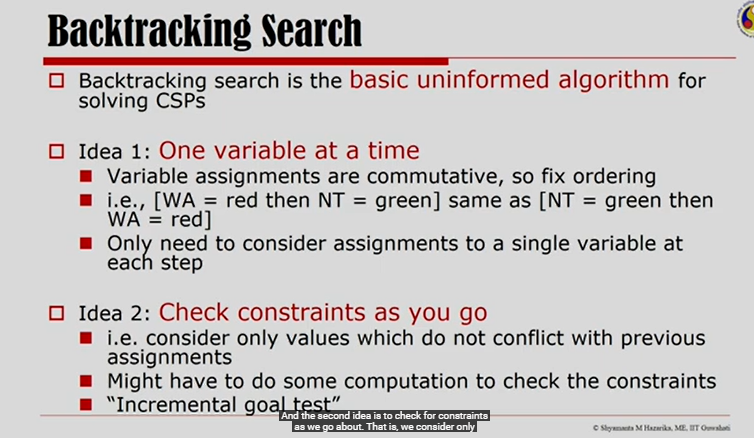 Backtracking Search
Backtracking search is the basic uninformed algorithm for
solving CSPs
Idea 1: One variable at a time
Variable assignments are commutative, so fix ordering
i.e., [WA = red then NT = green] same as [NT = green then
WA = red]
Only need to consider assignments to a single variable at
each step
Idea 2: Check constraints as you go
i.e. consider only values which do not conflict with previous
assignments
Might have to do some computation to check the constraints
“Incremental goal test”
And the second idea is to check for constraints
as we go about. That is, we consider only
© Shyamanta M Hazarika, ME, IIT Guwahati